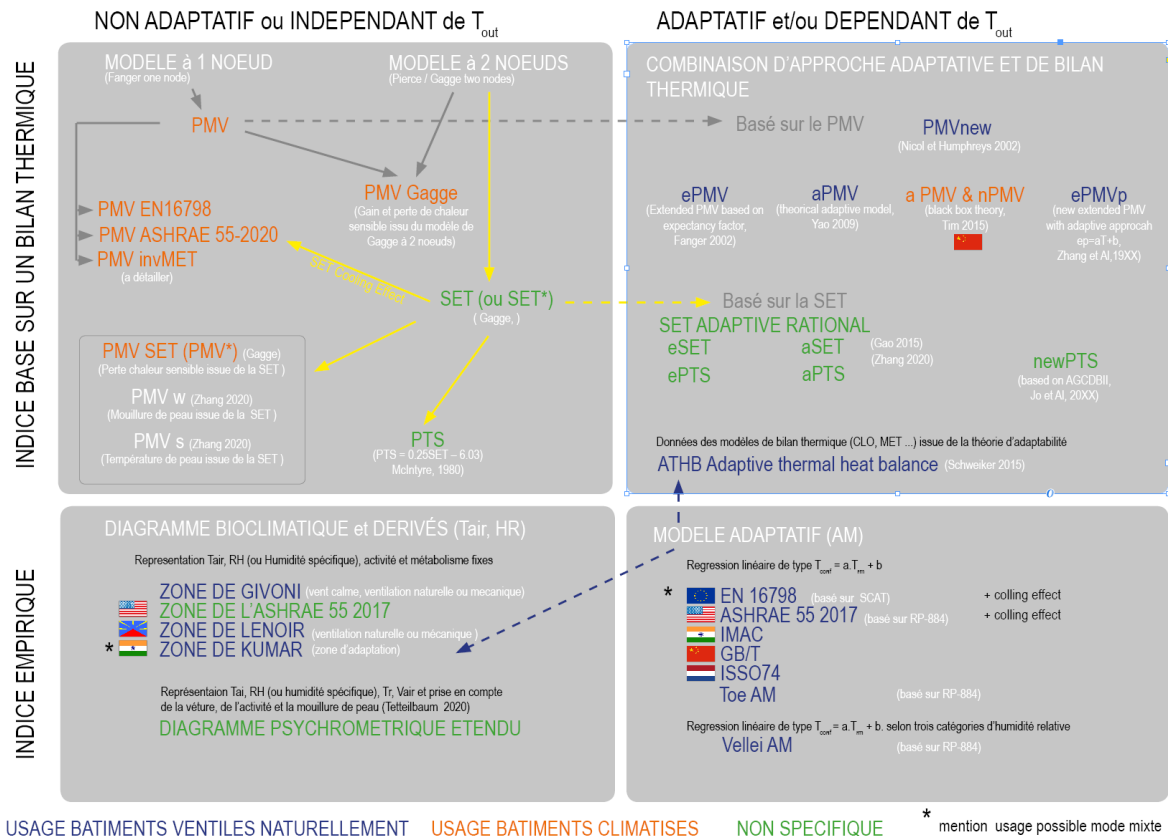 NON ADAPTATIF ou INDEPENDANT de Tout
ADAPTATIF et/ou DEPENDANT de Tout
INDICE BASE SUR UN BILAN THERMIQUE
MODELE à 1 NOEUD
(Fanger one node)
MODELE à 2 NOEUDS
(Pierce / Gagge two nodes)
PMV
PMV Gagge
(Gain et perte de chaleur
sensible issu du modèle de
Gagge à 2 noeuds)
PMV EN16798
PMV ASHRAE 55-2020
PMV invMET
(a détailler)
SET Cooling Effect
SET (ou SET*)
( Gagge, )
PMV SET (PMV*) (Gagge)
(Perte chaleur sensible issue de la SET )
PMV w (Zhang 2020)
(Mouillure de peau issue de la SET )
PMV s (Zhang 2020)
(Température de peau issue de la SET )
PTS
(PTS = 0.25SET – 6.03)
McIntyre, 1980)
COMBINAISON D'APPROCHE ADAPTATIVE ET DE BILAN
THERMIQUE
Basé sur le PMV
PMVnew
(Nicol et Humphreys 2002)
ePMV
(Extended PMV based on
expectancy factor,
Fanger 2002)
aPMV
(theorical adaptive model,
Yao 2009)
a PMV & nPMV
(black box theory,
Tim 2015)
ePMVp
(new extended PMV
with adaptive apprecah
ep=aT+b,
Zhang et Al,19XX)
Basé sur la SET
SET ADAPTIVE RATIONAL
eSET
aSET
(Gao 2015)
(Zhang 2020)
ePTS
aPTS
newPTS
(based on AGCDBII,
Jo et Al, 20XX)
Données des modèles de bilan thermique (CLO, MET ...) issue de la théorie d'adaptabilité
ATHB Adaptive thermal heat balance (Schweiker 2015)
INDICE EMPIRIQUE
DIAGRAMME BIOCLIMATIQUE et DERIVÉS (Tair, HR)
Representation Tair, RH (ou Humidité spécifique), activité et métabolisme fixes
ZONE DE GIVONI (vent calme, ventilation naturelle ou mecanique)
ZONE DE L'ASHRAE 55 2017
ZONE DE LENOIR (ventilation naturelle ou mécanique )
* ZONE DE KUMAR (zone d'adaptation)
Représentaion Tai, RH (ou humidité spécifique), Tr, Vair et prise en compte
de la véture, de l'activité et la mouillure de peau (Tetteilbaum 2020)
DIAGRAMME PSYCHROMETRIQUE ETENDU
MODELE ADAPTATIF (AM)
Regression linéaire de type Tconf = a.Trm + b
* EN 16798 (basé sur SCAT) + colling effect
ASHRAE 55 2017 (basé sur RP-884) + colling effect
IMAC
GB/T
ISSO74
Toe AM (basé sur RP-884)
Regression linéaire de type Tconf = a.Trm + b. selon trois catégories d'humidité relative
Vellei AM (basé sur RP-884)
USAGE BATIMENTS VENTILES NATURELLEMENT
USAGE BATIMENTS CLIMATISES
NON SPECIFIQUE
* mention usage possible mode mixte